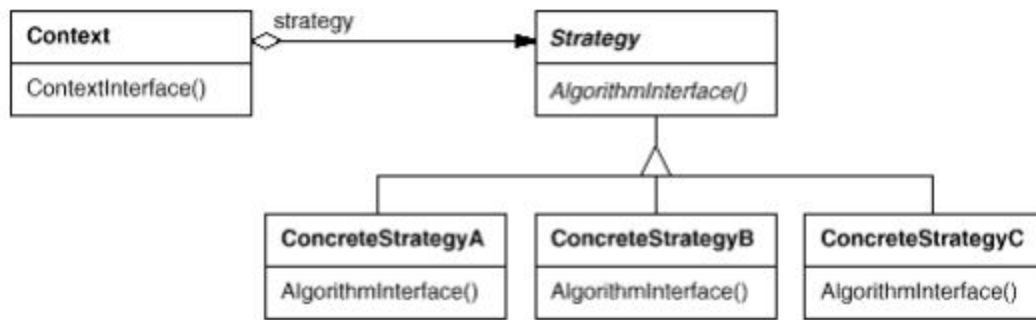 strategy
Context
ContextInterface()
Strategy
AlgorithmInterface()
ConcreteStrategyA
AlgorithmInterface()
ConcreteStrategyB
AlgorithmInterface()
ConcreteStrategyC
AlgorithmInterface()